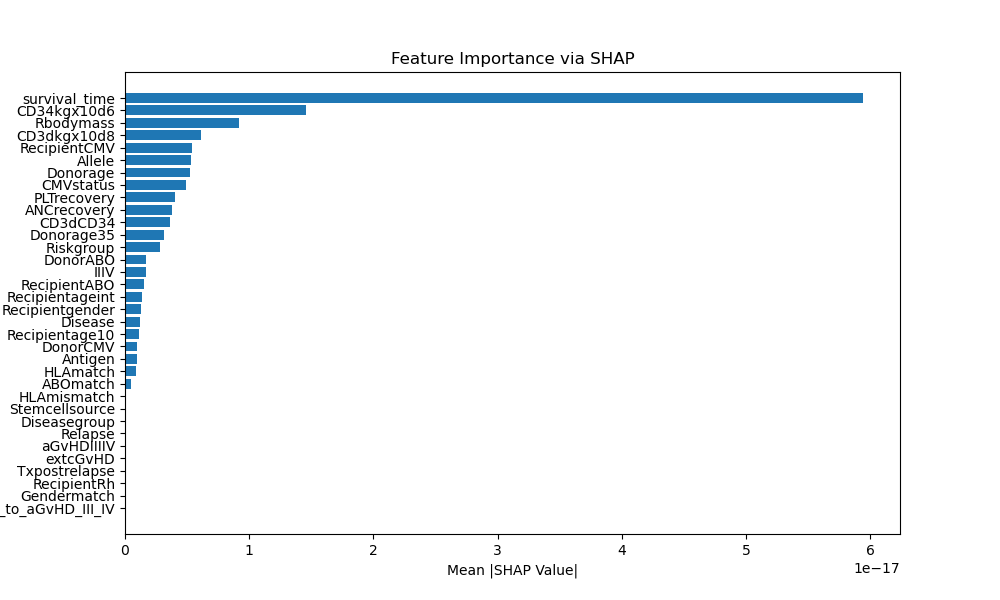 Feature Importance via SHAP
survival_time
CD34kgx10d6
Rbodymass
CD3dkgx10d8
RecipientCMV
Allele
Donorage
CMVstatus
PLTrecovery
ANCrecovery
CD3dCD34
Donorage35
Riskgroup
DonorABO
IIIV
RecipientABO
Recipientageint
Recipientgender
Disease
Recipientage10
DonorCMV
Antigen
HLAmatch
ABOmatch
HLAmismatch
Stemcellsource
Diseasegroup
Relapse
aGvHDIIIIV
extcGvHD
Txpostrelapse
RecipientRh
Gendermatch
_to_aGvHD_III_IV
0 1 2 3 4 5 6
1e−17
Mean |SHAP Value|